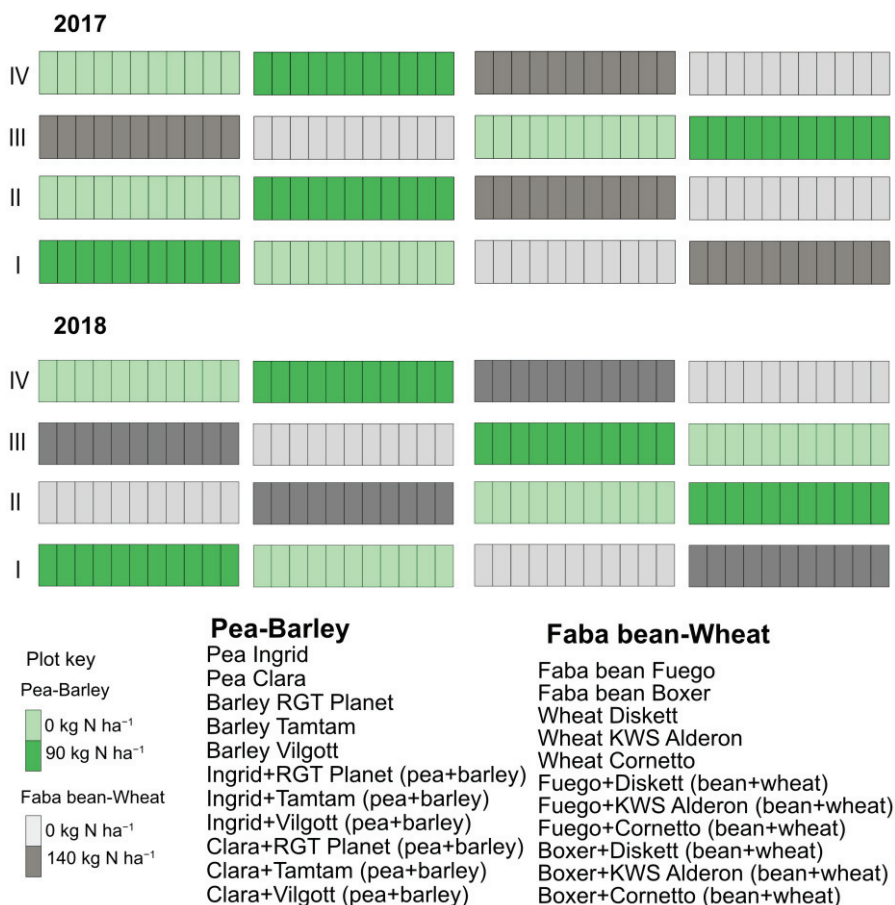 2017
IV
III
II
I
2018
IV
III
II
I
Plot key
Pea-Barley
0 kg N ha⁻¹
90 kg N ha⁻¹
Faba bean-Wheat
0 kg N ha⁻¹
140 kg N ha⁻¹
Pea-Barley
Pea Ingrid
Pea Clara
Barley RGT Planet
Barley Tamtam
Barley Vilgott
Ingrid+RGT Planet (pea+barley)
Ingrid+Tamtam (pea+barley)
Ingrid+Vilgott (pea+barley)
Clara+RGT Planet (pea+barley)
Clara+Tamtam (pea+barley)
Clara+Vilgott (pea+barley)
Faba bean-Wheat
Faba bean Fuego
Faba bean Boxer
Wheat Diskett
Wheat KWS Alderon
Wheat Cornetto
Fuego+Diskett (bean+wheat)
Fuego+KWS Alderon (bean+wheat)
Fuego+Cornetto (bean+wheat)
Boxer+Diskett (bean+wheat)
Boxer+KWS Alderon (bean+wheat)
Boxer+Cornetto (bean+wheat)